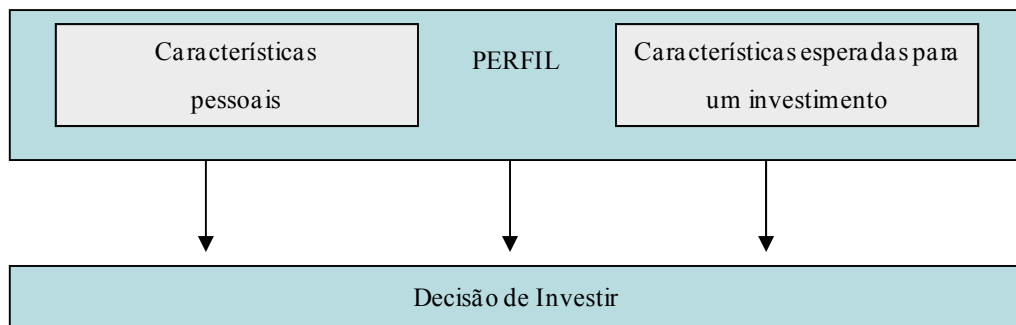 Características
pessoais
PERFIL
Características esperadas para
um investimento
Decisão de Investir